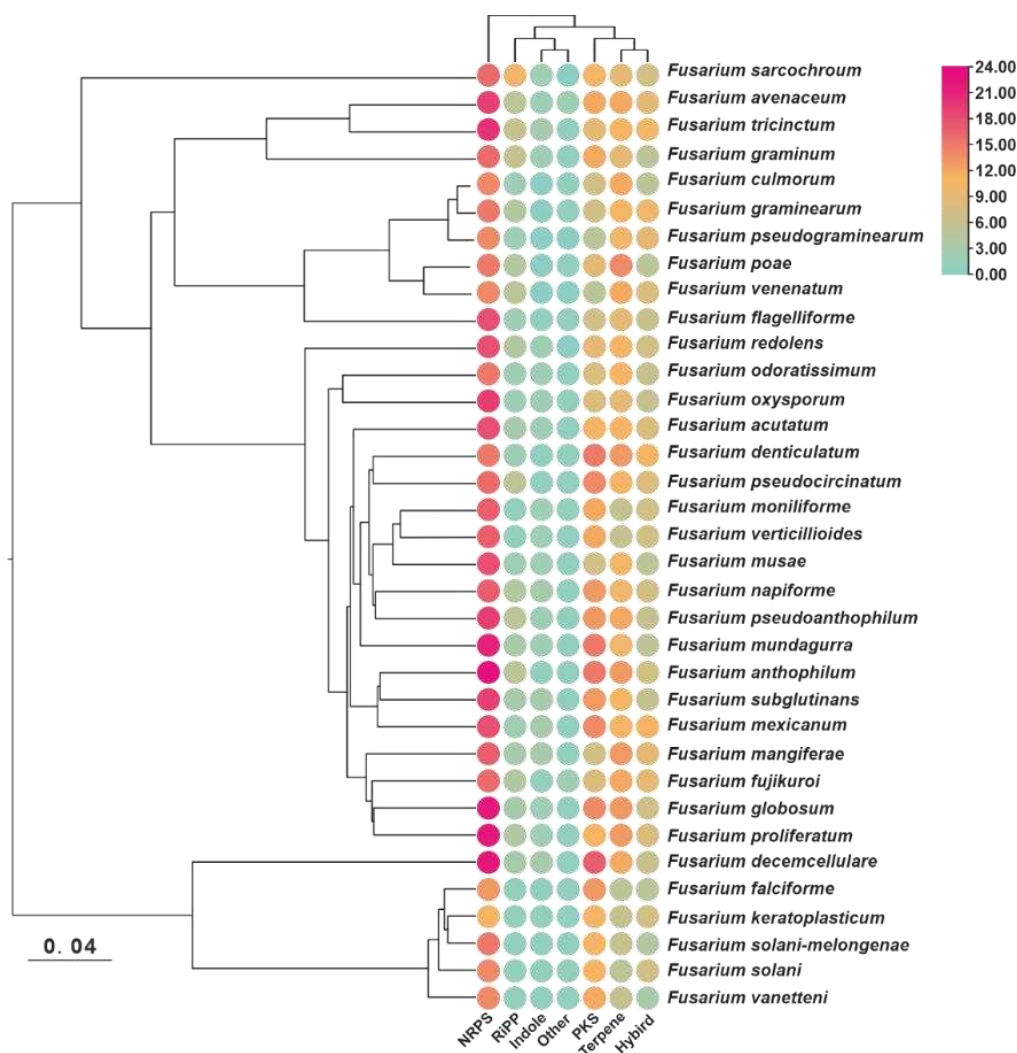 Fusarium sarcochroum
Fusarium avenaceum
Fusarium tricinctum
Fusarium graminum
Fusarium culmorum
Fusarium graminearum
Fusarium pseudograminearum
Fusarium poae
Fusarium venenatum
Fusarium flagelliforme
Fusarium redolens
Fusarium odoratissimum
Fusarium oxysporum
Fusarium acutatum
Fusarium denticulatum
Fusarium pseudocircinatum
Fusarium moniliforme
Fusarium verticillioides
Fusarium musae
Fusarium napiforme
Fusarium pseudoanthophilum
Fusarium mundagurra
Fusarium anthophilum
Fusarium subglutinans
Fusarium mexicanum
Fusarium mangiferae
Fusarium fujikuroi
Fusarium globosum
Fusarium proliferatum
Fusarium decemcellulare
Fusarium falciforme
Fusarium keratoplasticum
Fusarium solani-melongenae
Fusarium solani
Fusarium vanetteni
24.00
21.00
18.00
15.00
12.00
9.00
6.00
3.00
0.00
0.04
NRPS
RiPP
Indole
Other
PKS
Terpene
Hybird